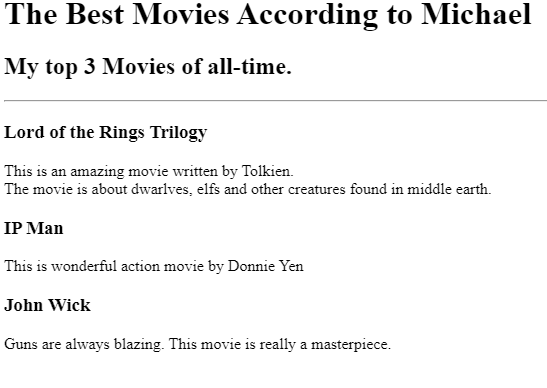 The Best Movies According to Michael
My top 3 Movies of all-time.
Lord of the Rings Trilogy
This is an amazing movie written by Tolkien.
The movie is about dwarlves, elfs and other creatures found in middle earth.
IP Man
This is wonderful action movie by Donnie Yen
John Wick
Guns are always blazing. This movie is really a masterpiece.